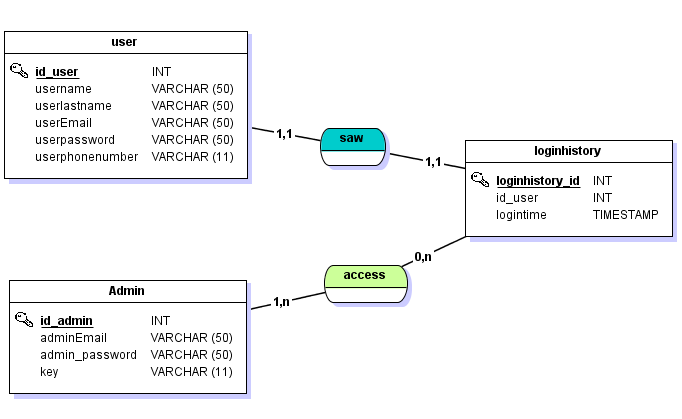 user
id_user INT
username VARCHAR (50)
userlastname VARCHAR (50)
userEmail VARCHAR (50)
userpassword VARCHAR (50)
userphonenumber VARCHAR (11)
1,1
saw
1,1
loginhistory
loginhistory_id INT
id_user INT
logintime TIMESTAMP
0,n
access
1,n
Admin
id_admin INT
adminEmail VARCHAR (50)
admin_password VARCHAR (50)
key VARCHAR (11)